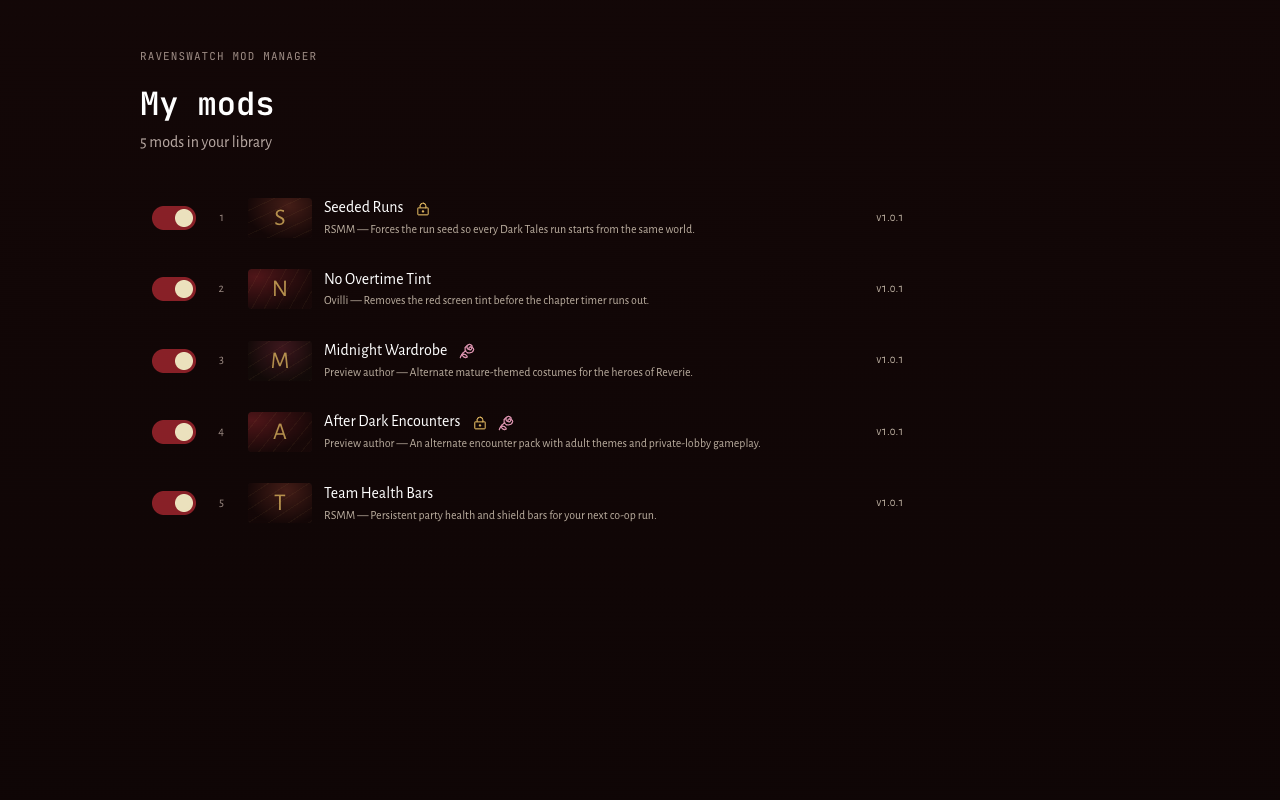 RAVENSWATCH MOD MANAGER
My mods
5 mods in your library
1 S Seeded Runs v1.0.1
RSMM — Forces the run seed so every Dark Tales run starts from the same world.
2 N No Overtime Tint v1.0.1
Ovilli — Removes the red screen tint before the chapter timer runs out.
3 M Midnight Wardrobe v1.0.1
Preview author — Alternate mature-themed costumes for the heroes of Reverie.
4 A After Dark Encounters v1.0.1
Preview author — An alternate encounter pack with adult themes and private-lobby gameplay.
5 T Team Health Bars v1.0.1
RSMM — Persistent party health and shield bars for your next co-op run.